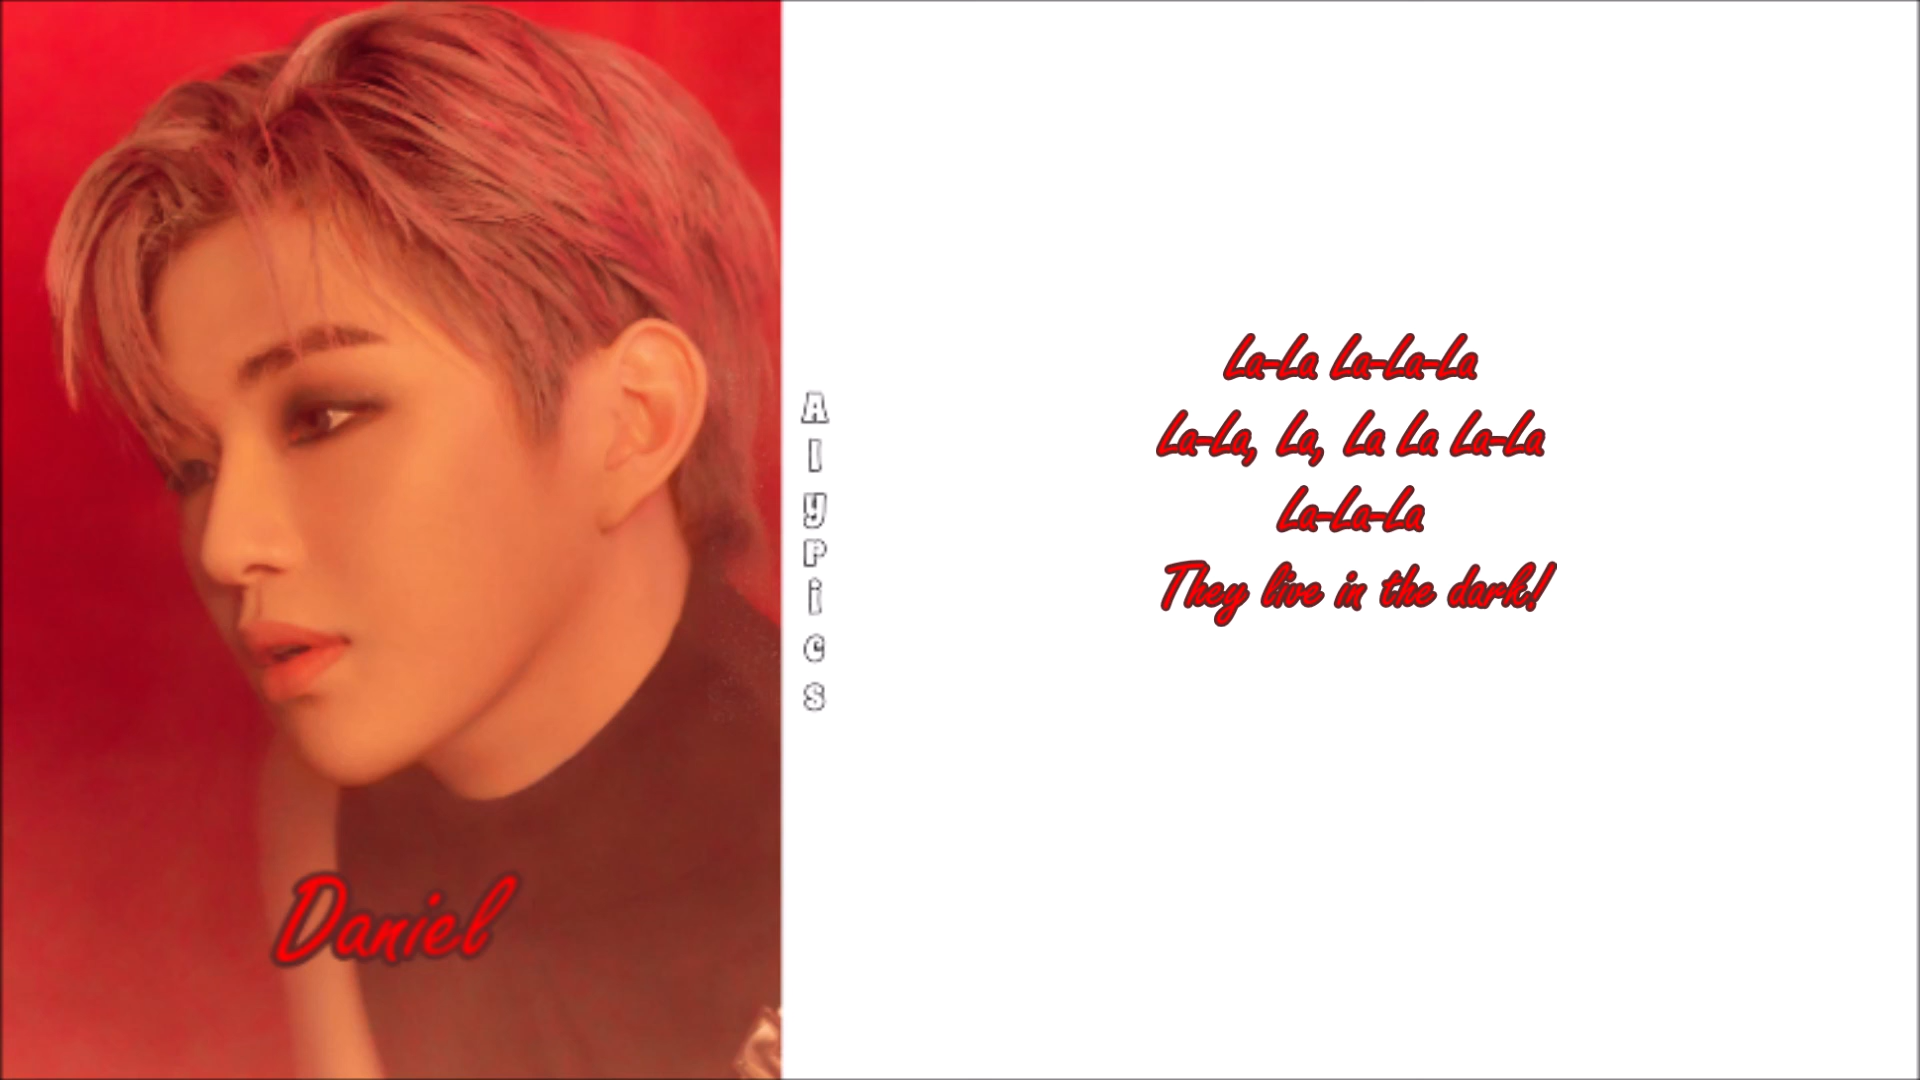 Daniel
AlyPics
La-La La-La-La
La-La, La, La La La-La
La-La-La
They live in the dark!